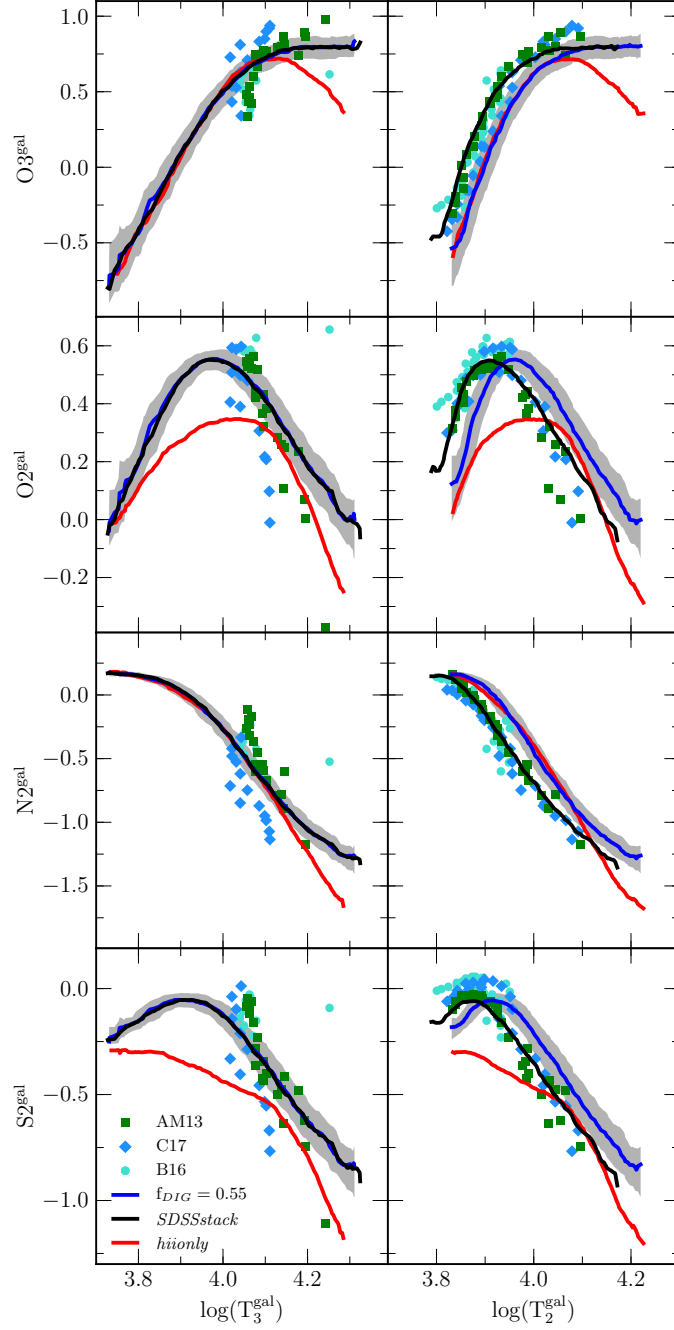 1.0
0.5
0.0
−0.5
O3^gal
0.6
0.4
0.2
0.0
−0.2
O2^gal
0.0
−0.5
−1.0
−1.5
N2^gal
0.0
−0.5
−1.0
S2^gal
AM13
C17
B16
f_DIG = 0.55
SDSSstack
hiionly
3.8 4.0 4.2
3.8 4.0 4.2
log(T_3^gal)
log(T_2^gal)